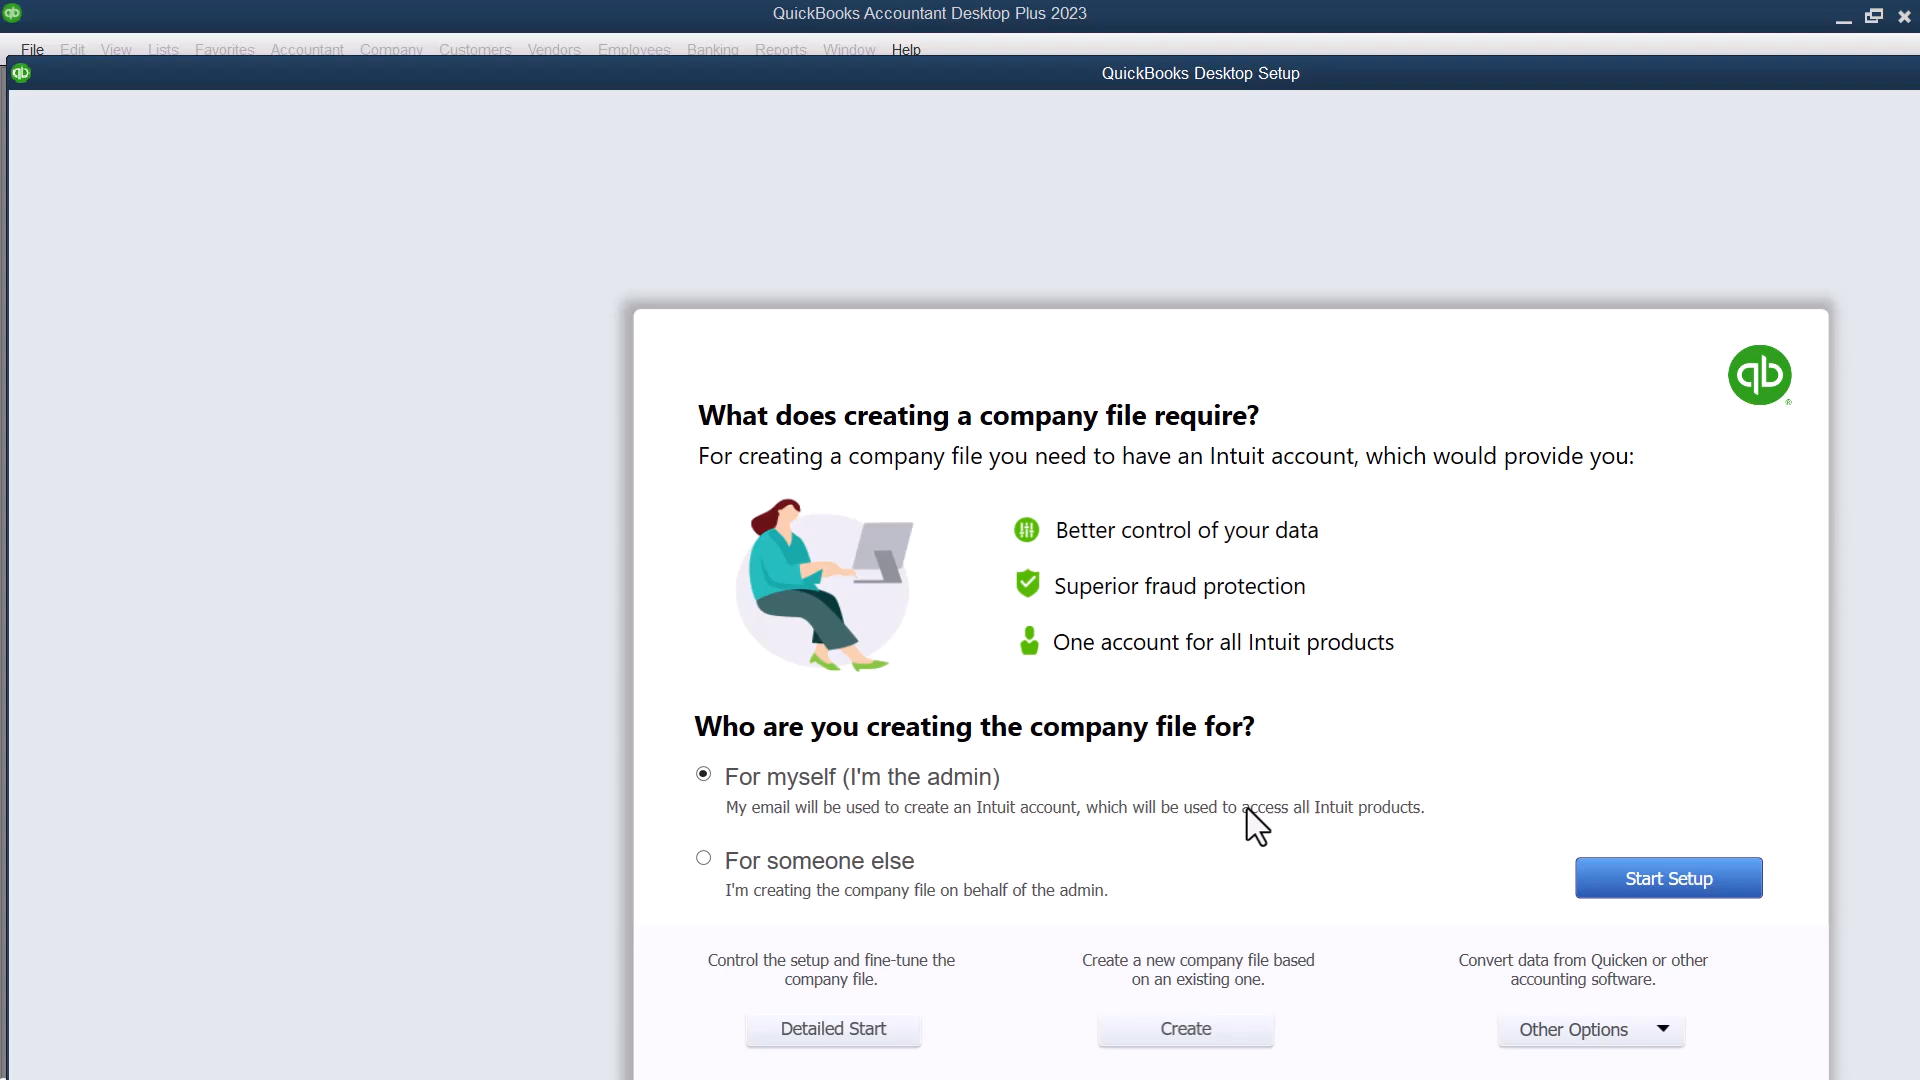 QuickBooks Accountant Desktop Plus 2023
File Edit View Lists Favorites Accountant Company Customers Vendors Employees Banking Reports Window Help
qb QuickBooks Desktop Setup
qb
What does creating a company file require?
For creating a company file you need to have an Intuit account, which would provide you:
Better control of your data
Superior fraud protection
One account for all Intuit products
Who are you creating the company file for?
For myself (I'm the admin)
My email will be used to create an Intuit account, which will be used to access all Intuit products.
For someone else
I'm creating the company file on behalf of the admin.
Start Setup
Control the setup and fine-tune the
company file.
Create a new company file based
on an existing one.
Convert data from Quicken or other
accounting software.
Detailed Start
Create
Other Options